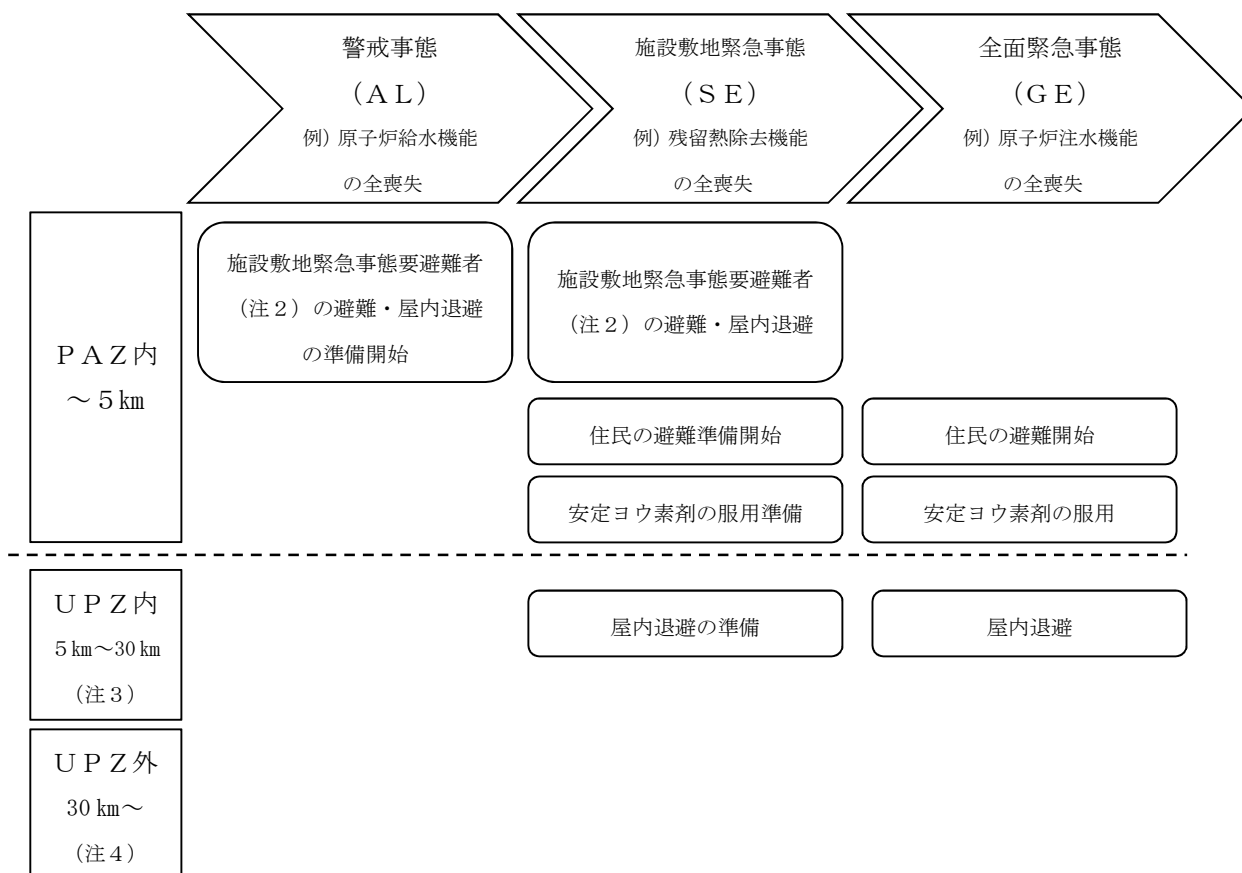 警戒事態
（ＡＬ）
例）原子炉給水機能
の全喪失
施設敷地緊急事態
（ＳＥ）
例）残留熱除去機能
の全喪失
全面緊急事態
（ＧＥ）
例）原子炉注水機能
の全喪失
ＰＡＺ内
～５㎞
施設敷地緊急事態要避難者
（注２）の避難・屋内退避
の準備開始
施設敷地緊急事態要避難者
（注２）の避難・屋内退避
住民の避難準備開始
住民の避難開始
安定ヨウ素剤の服用準備
安定ヨウ素剤の服用
ＵＰＺ内
５㎞～30㎞
（注３）
屋内退避の準備
屋内退避
ＵＰＺ外
30㎞～
（注４）